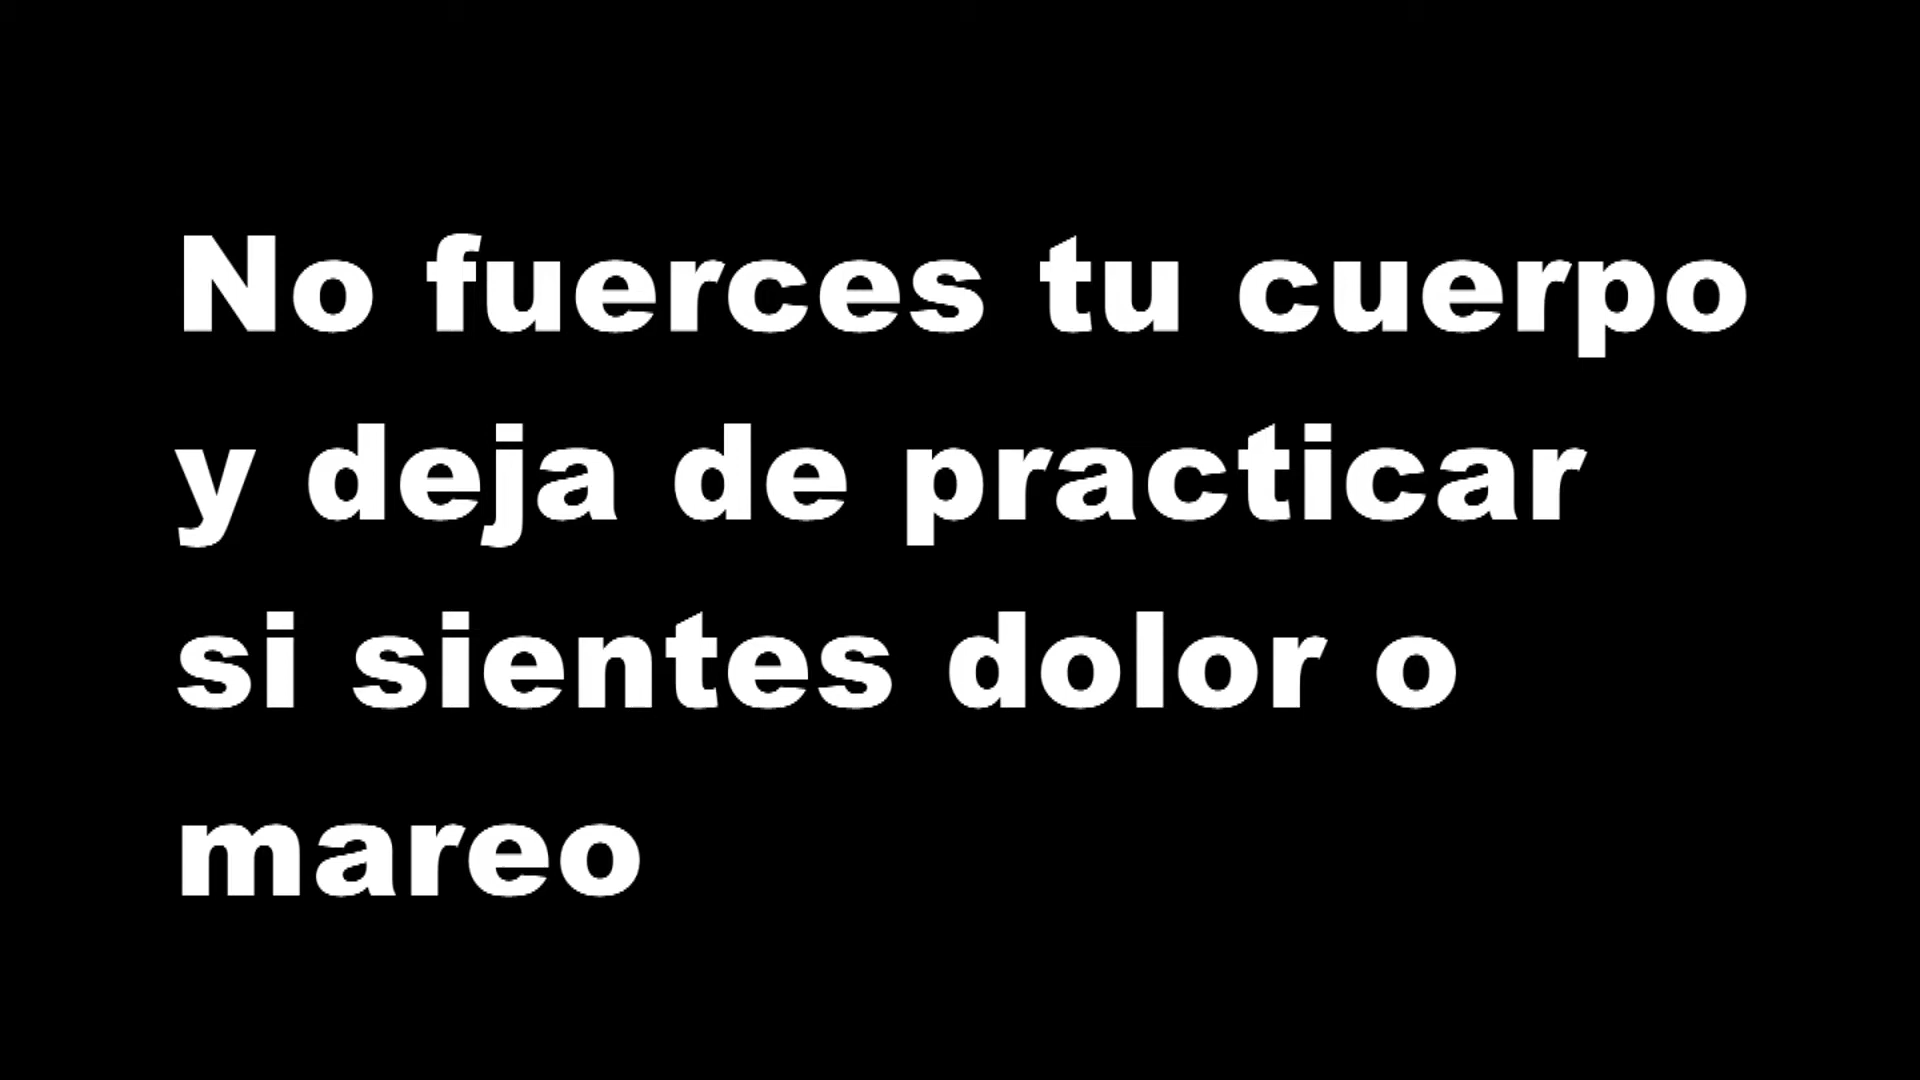 No fuerces tu cuerpo
y deja de practicar
si sientes dolor o
mareo